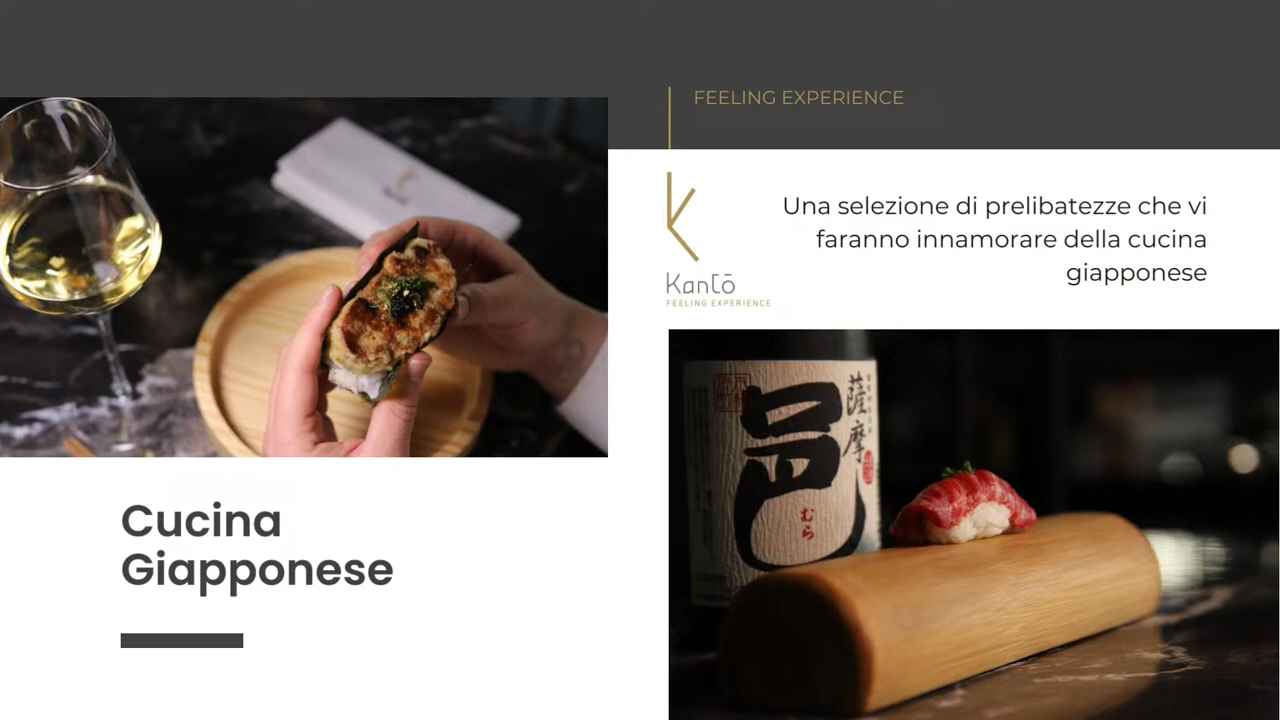 FEELING EXPERIENCE
Kantō
FEELING EXPERIENCE
Una selezione di prelibatezze che vi
faranno innamorare della cucina
giapponese
薩摩
邑
むら
Cucina
Giapponese